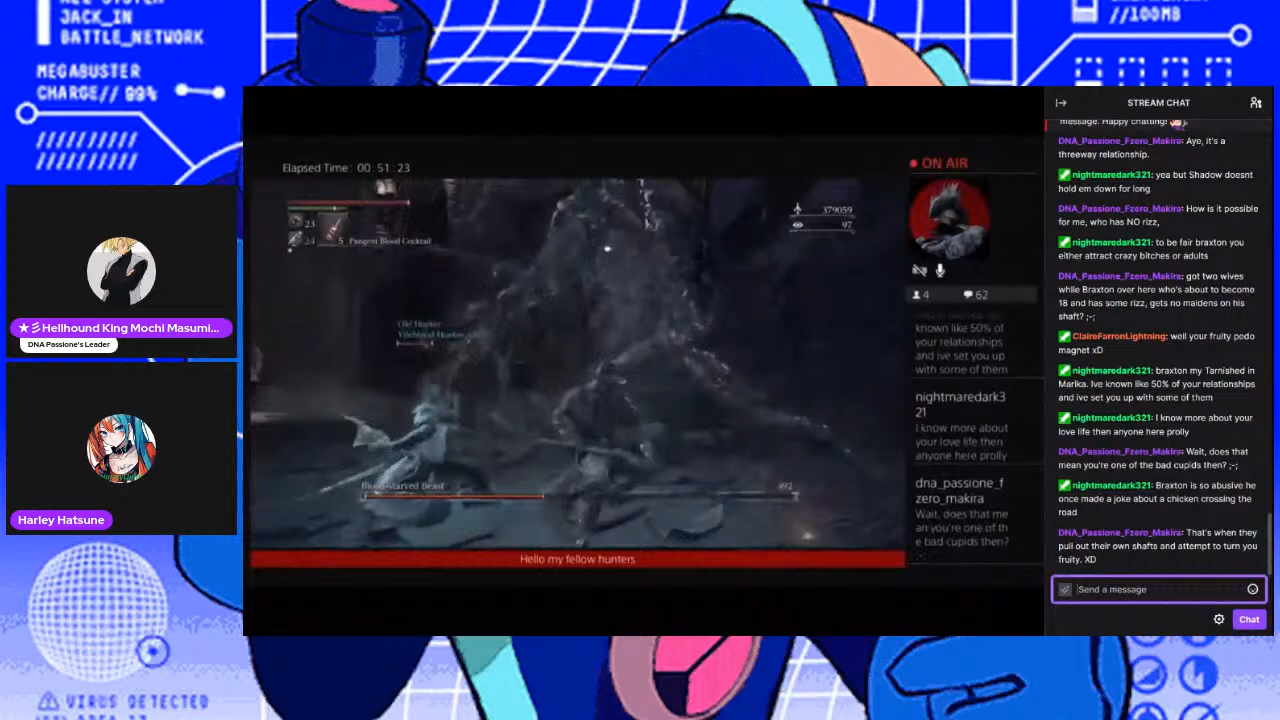 JACK_IN
BATTLE_NETWORK
MEGABUSTER
CHARGE// 99%
//100MB
★彡Hellhound King Mochi Masumi...
DNA Passione's Leader
Harley Hatsune
VIRUS DETECTED
Elapsed Time: 00:51:23
23
24
5 Pungent Blood Cocktail
379059
97
Old Hunter
Blood-starved Beast
892
Hello my fellow hunters
ON AIR
4
62
known like 50% of
your relationships
and ive set you up
with some of them
nightmaredark3
21
I know more about
your love life then
anyone here prolly
dna_passione_f
zero_makira
Wait, does that me
an you're one of th
e bad cupids then?
;-;
STREAM CHAT
message. Happy chatting!
DNA_Passione_Fzero_Makira: Aye, it's a
threeway relationship.
nightmaredark321: yea but Shadow doesnt
hold em down for long
DNA_Passione_Fzero_Makira: How is it possible
for me, who has NO rizz,
nightmaredark321: to be fair braxton you
either attract crazy bitches or adults
DNA_Passione_Fzero_Makira: got two wives
while Braxton over here who's about to become
18 and has some rizz, gets no maidens on his
shaft? ;-;
ClaireFarronLightning: well your fruity pedo
magnet xD
nightmaredark321: braxton my Tarnished in
Marika. Ive known like 50% of your relationships
and ive set you up with some of them
nightmaredark321: I know more about your
love life then anyone here prolly
DNA_Passione_Fzero_Makira: Wait, does that
mean you're one of the bad cupids then? ;-;
nightmaredark321: Braxton is so abusive he
once made a joke about a chicken crossing the
road
DNA_Passione_Fzero_Makira: That's when they
pull out their own shafts and attempt to turn you
fruity. XD
Send a message
Chat